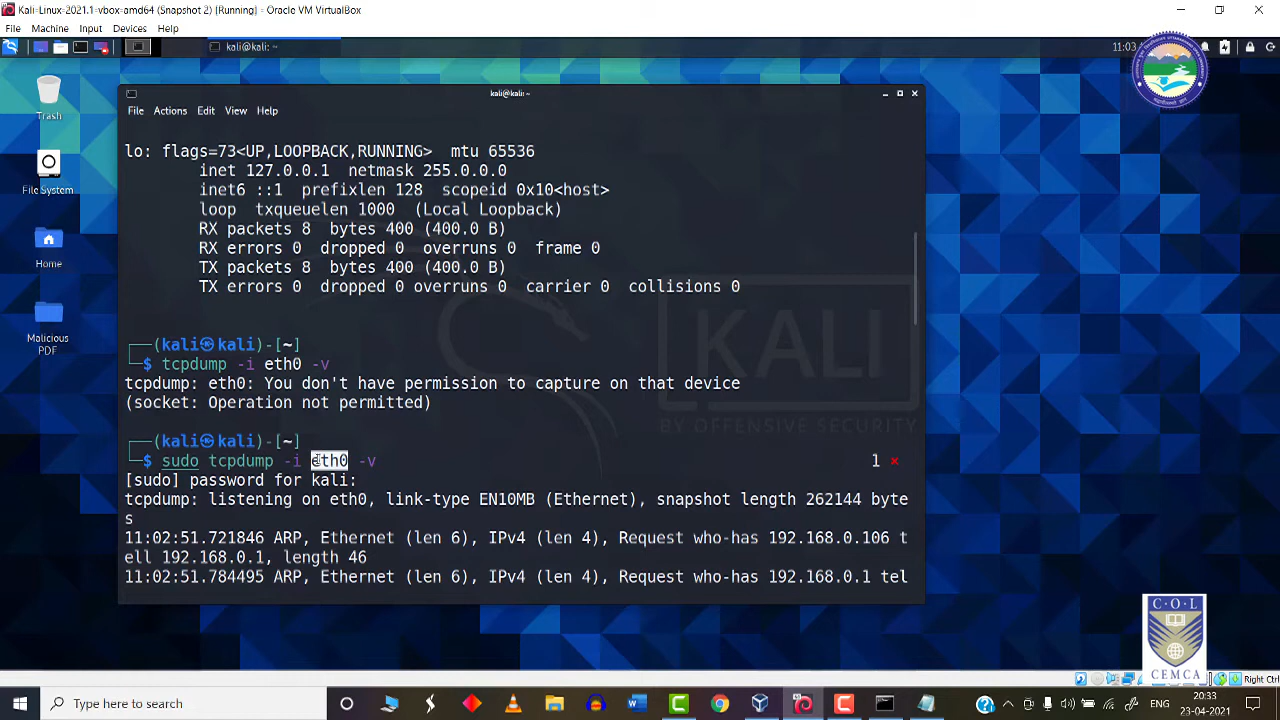 Kali-Linux-2021.1-vbox-amd64 (Snapshot 2) [Running] - Oracle VM VirtualBox
File Machine Input Devices Help
kali@kali: ~
11:03
Trash
File System
Home
Malicious
PDF
kali@kali: ~
File Actions Edit View Help
lo: flags=73<UP,LOOPBACK,RUNNING> mtu 65536
inet 127.0.0.1 netmask 255.0.0.0
inet6 ::1 prefixlen 128 scopeid 0x10<host>
loop txqueuelen 1000 (Local Loopback)
RX packets 8 bytes 400 (400.0 B)
RX errors 0 dropped 0 overruns 0 frame 0
TX packets 8 bytes 400 (400.0 B)
TX errors 0 dropped 0 overruns 0 carrier 0 collisions 0
┌──(kali㉿kali)-[~]
└─$ tcpdump -i eth0 -v
tcpdump: eth0: You don't have permission to capture on that device
(socket: Operation not permitted)
┌──(kali㉿kali)-[~]
└─$ sudo tcpdump -i eth0 -v 1 ⨯
[sudo] password for kali:
tcpdump: listening on eth0, link-type EN10MB (Ethernet), snapshot length 262144 byte
s
11:02:51.721846 ARP, Ethernet (len 6), IPv4 (len 4), Request who-has 192.168.0.106 t
ell 192.168.0.1, length 46
11:02:51.784495 ARP, Ethernet (len 6), IPv4 (len 4), Request who-has 192.168.0.1 tel
KALI
BY OFFENSIVE SECURITY
C·O·L
CEMCA
Right Ctrl
Type here to search
ENG
20:33
23-04-2021